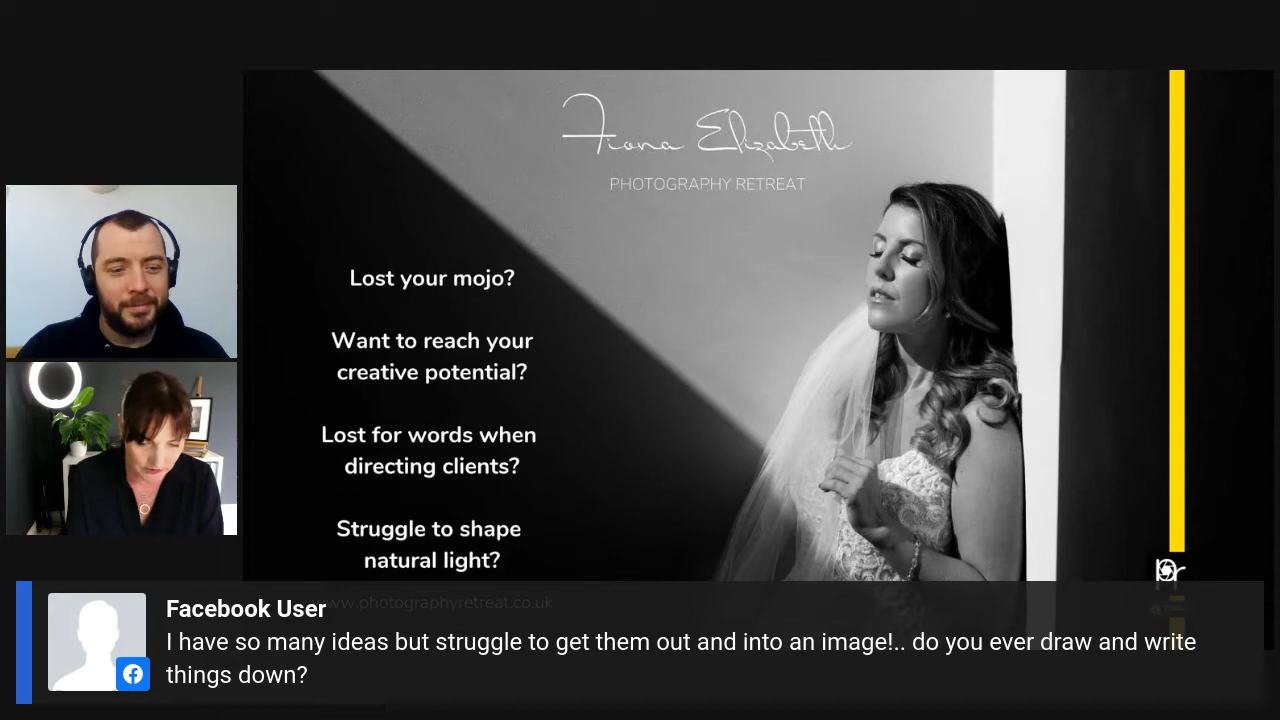 Fiona Elizabeth
PHOTOGRAPHY RETREAT
Lost your mojo?
Want to reach your
creative potential?
Lost for words when
directing clients?
Struggle to shape
natural light?
www.photographyretreat.co.uk
Facebook User
I have so many ideas but struggle to get them out and into an image!.. do you ever draw and write
things down?